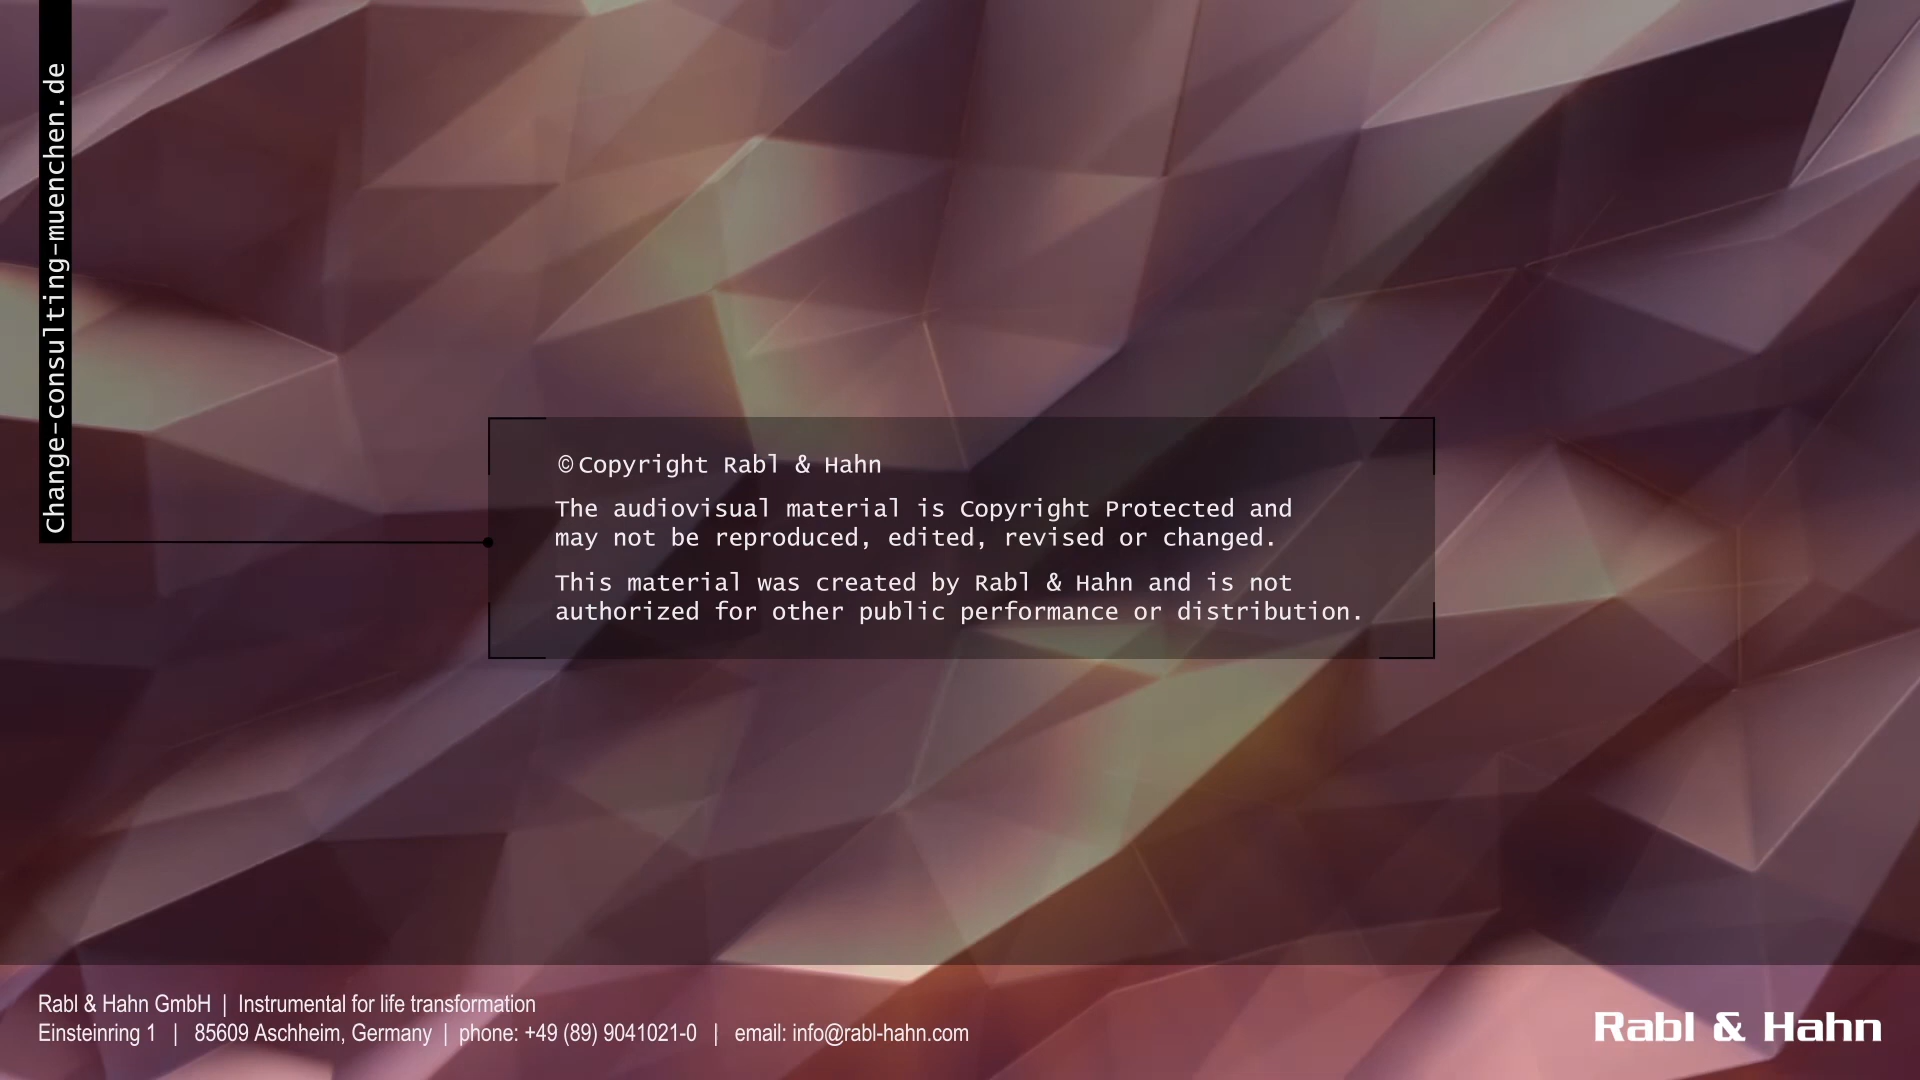 Change-consulting-muenchen.de
©Copyright Rabl & Hahn
The audiovisual material is Copyright Protected and
may not be reproduced, edited, revised or changed.
This material was created by Rabl & Hahn and is not
authorized for other public performance or distribution.
Rabl & Hahn GmbH | Instrumental for life transformation
Einsteinring 1 | 85609 Aschheim, Germany | phone: +49 (89) 9041021-0 | email: info@rabl-hahn.com
Rabl & Hahn